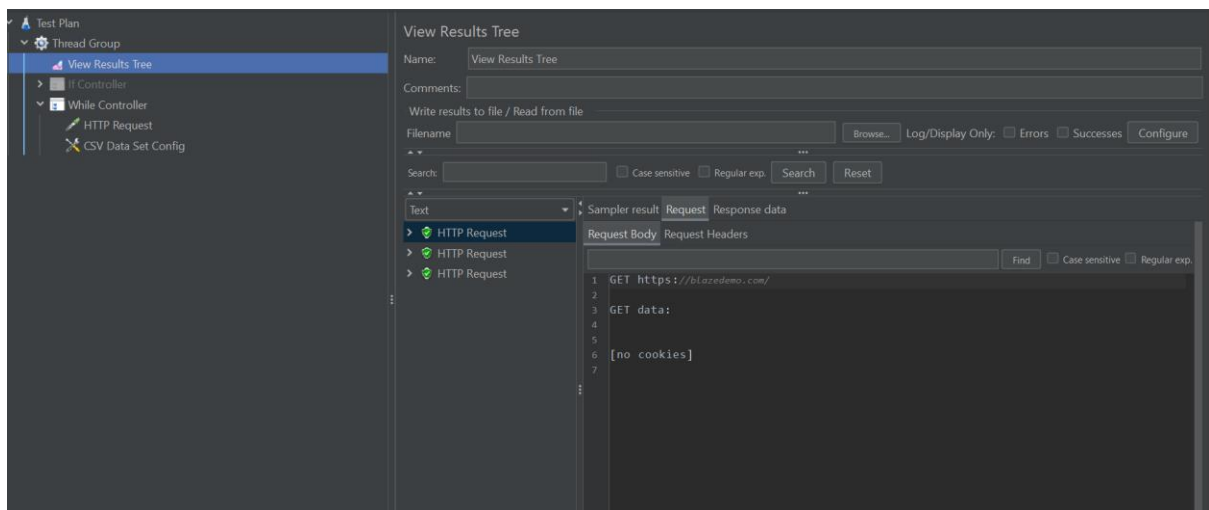 Test Plan
Thread Group
View Results Tree
If Controller
While Controller
HTTP Request
CSV Data Set Config
View Results Tree
Name: View Results Tree
Comments:
Write results to file / Read from file
Filename Browse... Log/Display Only: Errors Successes Configure
Search: Case sensitive Regular exp. Search Reset
Text
HTTP Request
HTTP Request
HTTP Request
Sampler result Request Response data
Request Body Request Headers
Find Case sensitive Regular exp.
1 GET https://blazedemo.com/
2
3 GET data:
4
5
6 [no cookies]
7